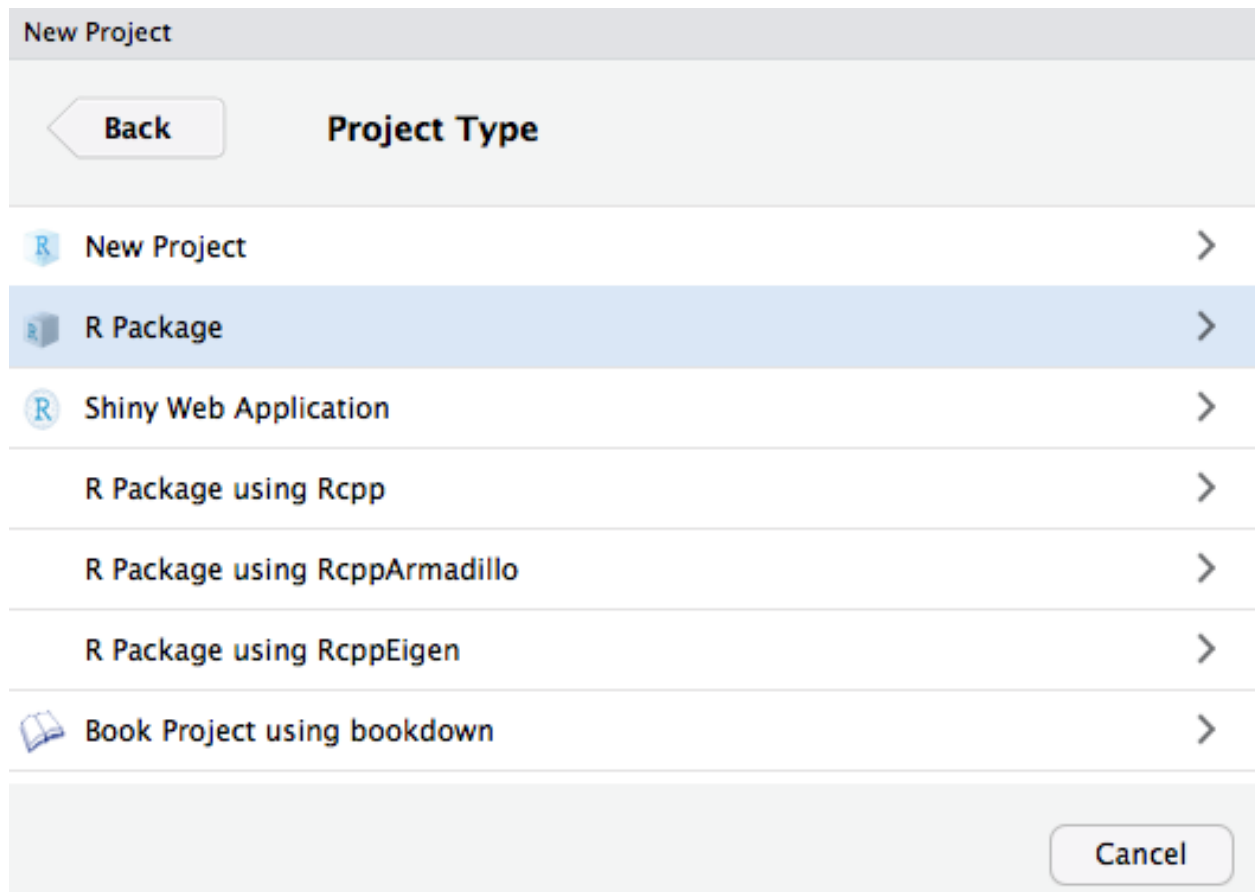 New Project
Back
Project Type
R New Project
R R Package
R Shiny Web Application
R Package using Rcpp
R Package using RcppArmadillo
R Package using RcppEigen
Book Project using bookdown
Cancel